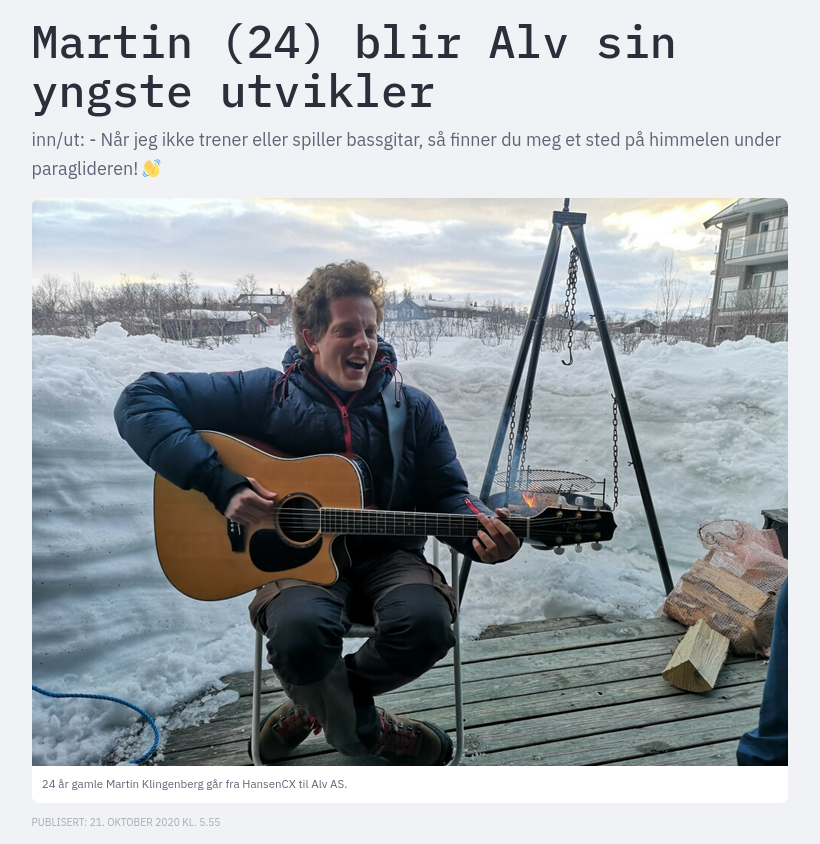 Martin (24) blir Alv sin
yngste utvikler
inn/ut: - Når jeg ikke trener eller spiller bassgitar, så finner du meg et sted på himmelen under
paraglideren! 👋
24 år gamle Martin Klingenberg går fra HansenCX til Alv AS.
PUBLISERT: 21. OKTOBER 2020 KL. 5.55